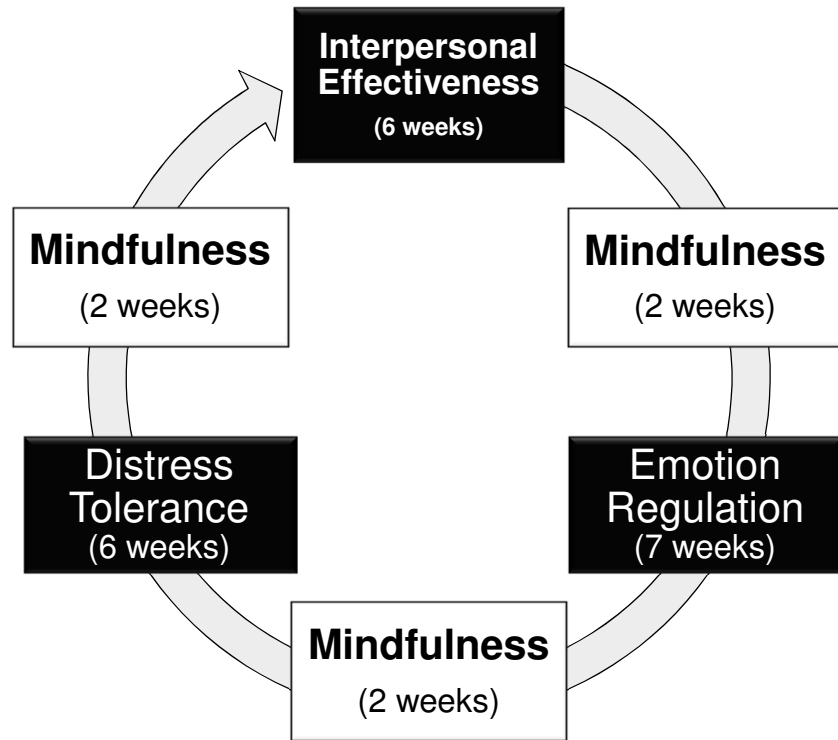 Interpersonal
Effectiveness
(6 weeks)
Mindfulness
(2 weeks)
Emotion
Regulation
(7 weeks)
Mindfulness
(2 weeks)
Distress
Tolerance
(6 weeks)
Mindfulness
(2 weeks)